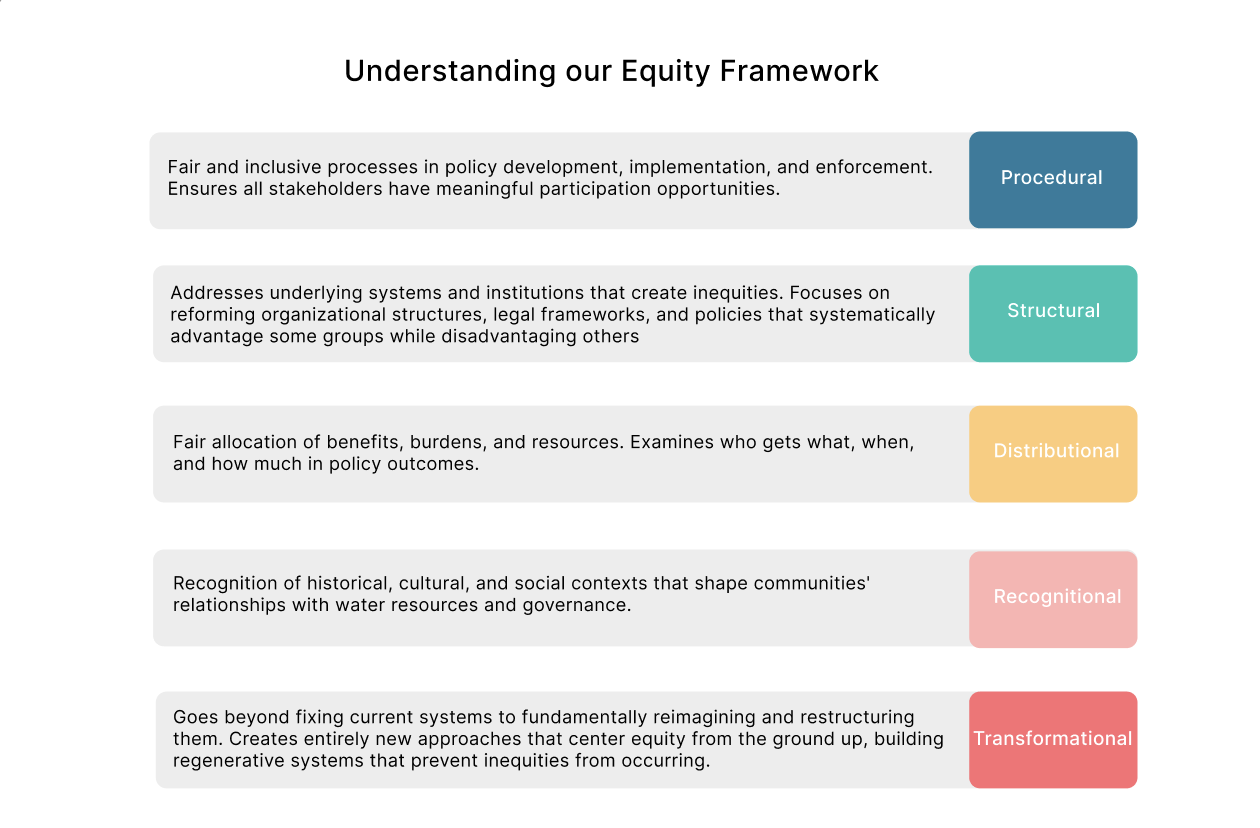 Understanding our Equity Framework
Fair and inclusive processes in policy development, implementation, and enforcement.
Ensures all stakeholders have meaningful participation opportunities.
Procedural
Addresses underlying systems and institutions that create inequities. Focuses on
reforming organizational structures, legal frameworks, and policies that systematically
advantage some groups while disadvantaging others
Structural
Fair allocation of benefits, burdens, and resources. Examines who gets what, when,
and how much in policy outcomes.
Distributional
Recognition of historical, cultural, and social contexts that shape communities'
relationships with water resources and governance.
Recognitional
Goes beyond fixing current systems to fundamentally reimagining and restructuring
them. Creates entirely new approaches that center equity from the ground up, building
regenerative systems that prevent inequities from occurring.
Transformational